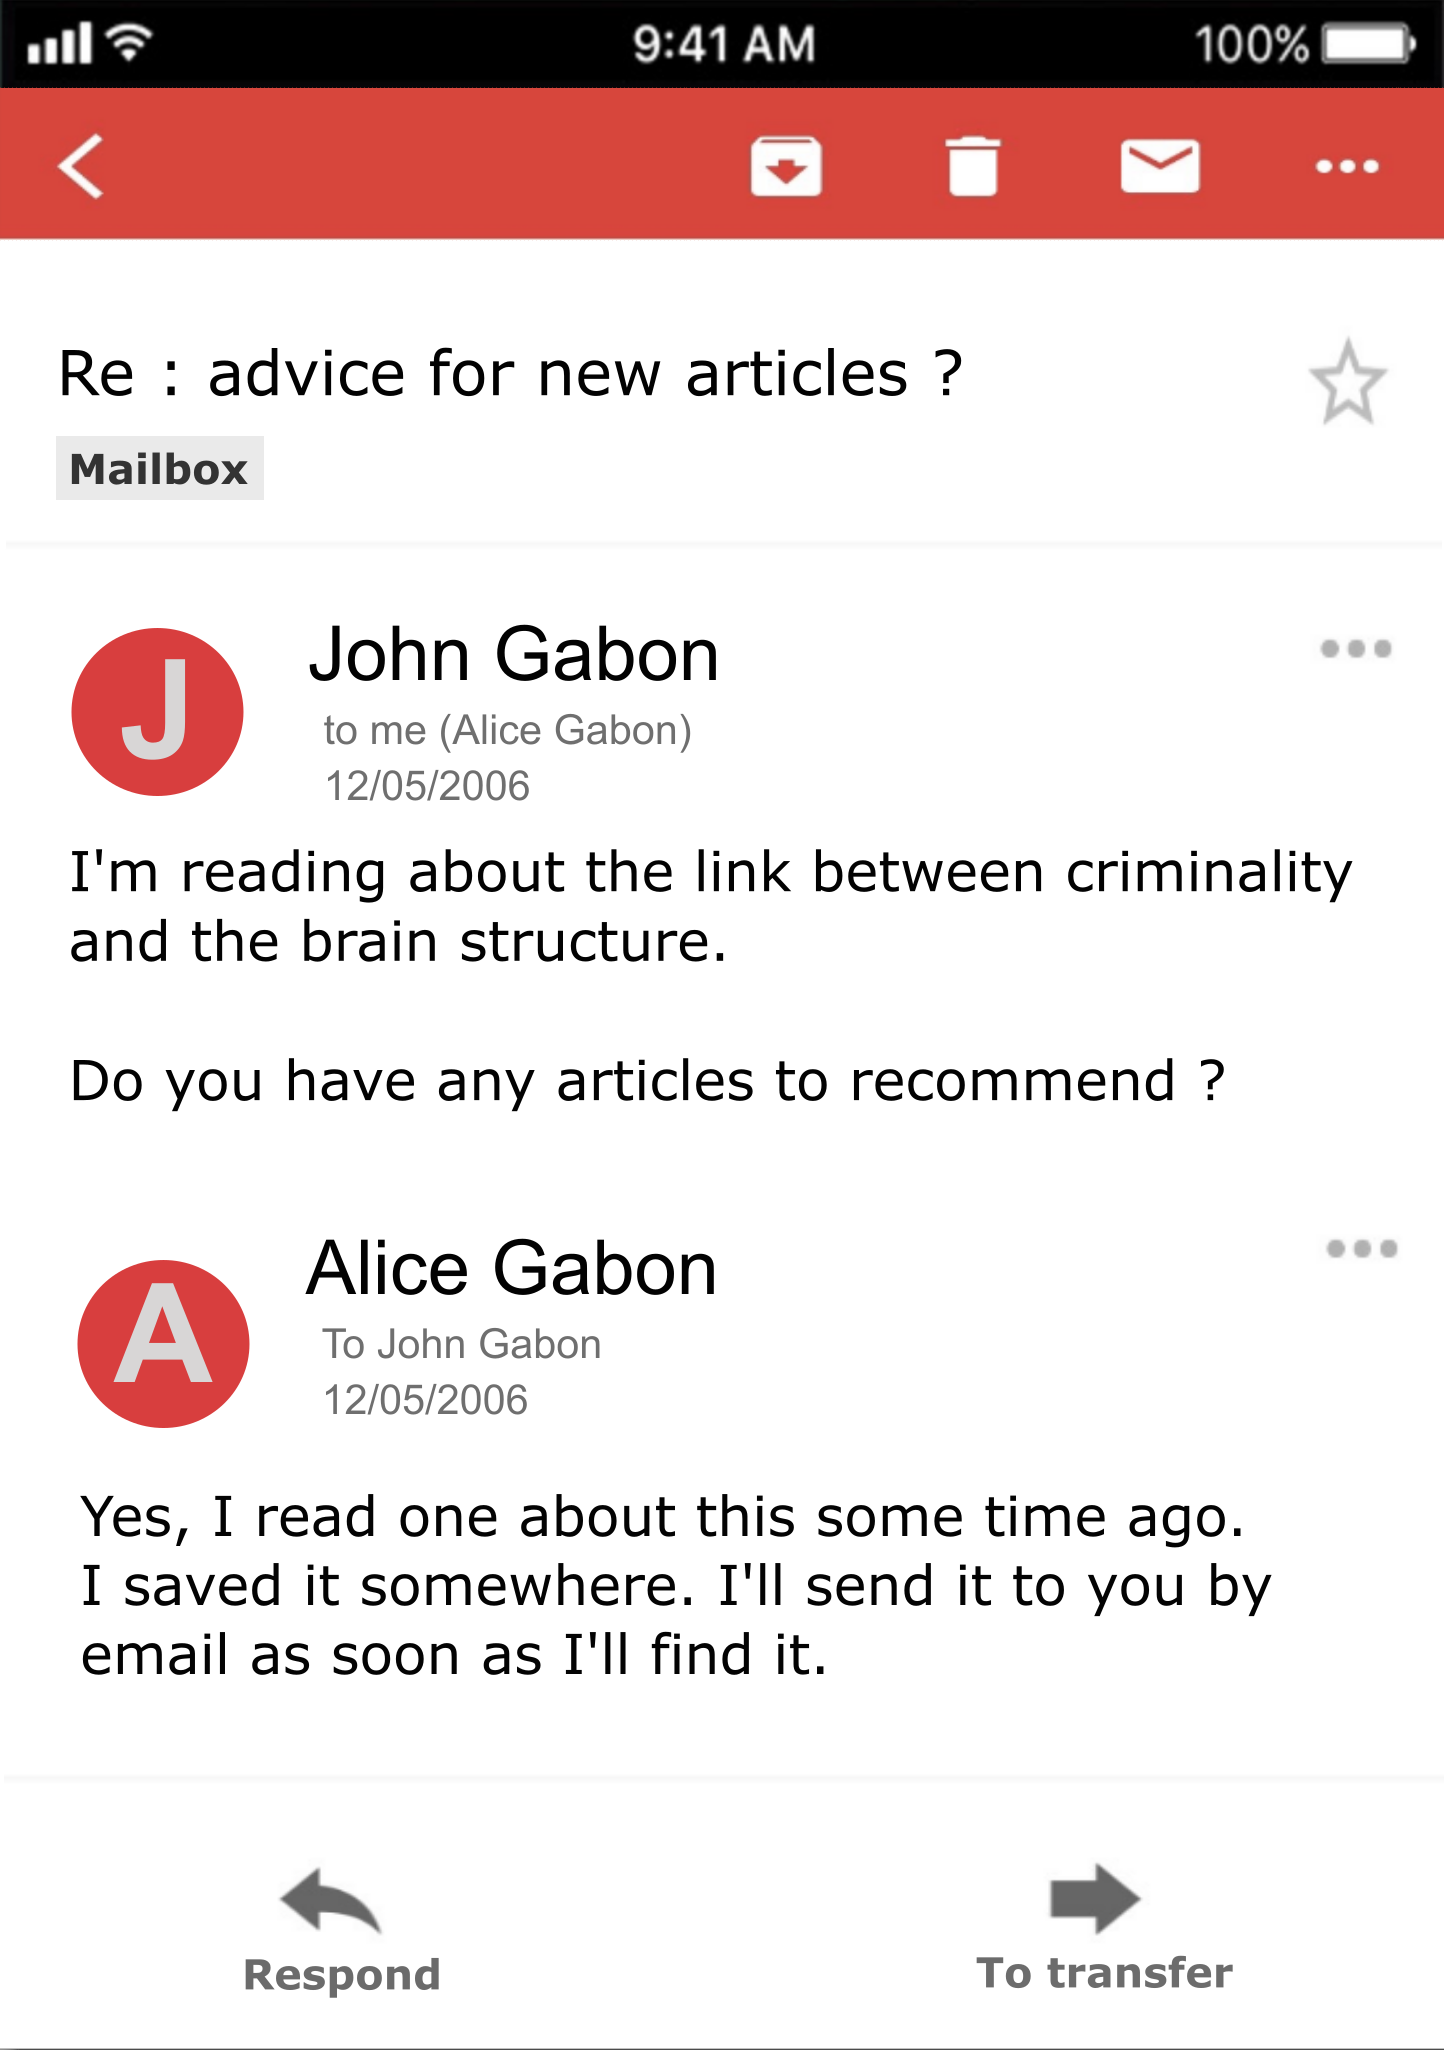 9:41 AM 100%
Re : advice for new articles ?
Mailbox
J
John Gabon
to me (Alice Gabon)
12/05/2006
I'm reading about the link between criminality
and the brain structure.
Do you have any articles to recommend ?
A
Alice Gabon
To John Gabon
12/05/2006
Yes, I read one about this some time ago.
I saved it somewhere. I'll send it to you by
email as soon as I'll find it.
Respond To transfer